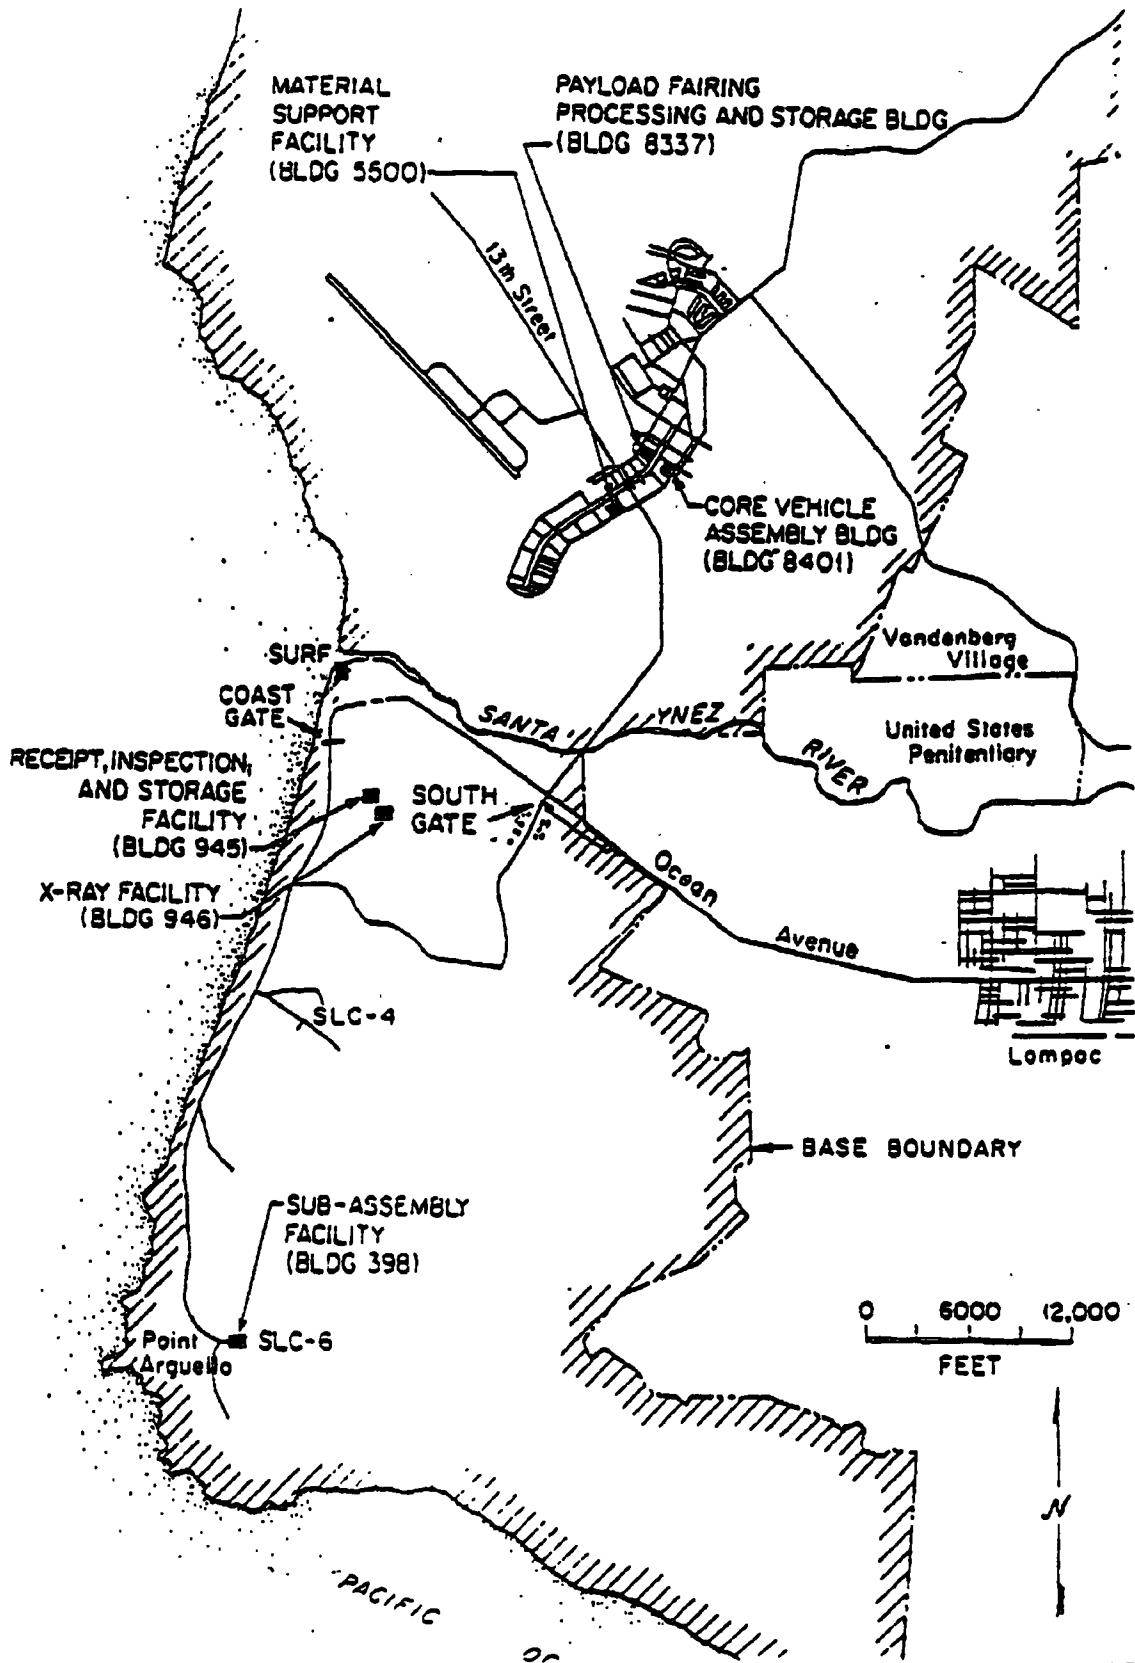 MATERIAL
SUPPORT
FACILITY
(BLDG 5500)
PAYLOAD FAIRING
PROCESSING AND STORAGE BLDG
(BLDG 8337)
13th Street
CORE VEHICLE
ASSEMBLY BLDG
(BLDG 8401)
SURF
COAST
GATE
SANTA YNEZ
RIVER
Vandenberg
Village
United States
Penitentiary
RECEIPT, INSPECTION,
AND STORAGE
FACILITY
(BLDG 945)
SOUTH
GATE
X-RAY FACILITY
(BLDG 946)
Ocean
Avenue
SLC-4
Lompoc
BASE BOUNDARY
SUB-ASSEMBLY
FACILITY
(BLDG 398)
SLC-6
Point
Arguello
0 6000 12,000
FEET
N
PACIFIC